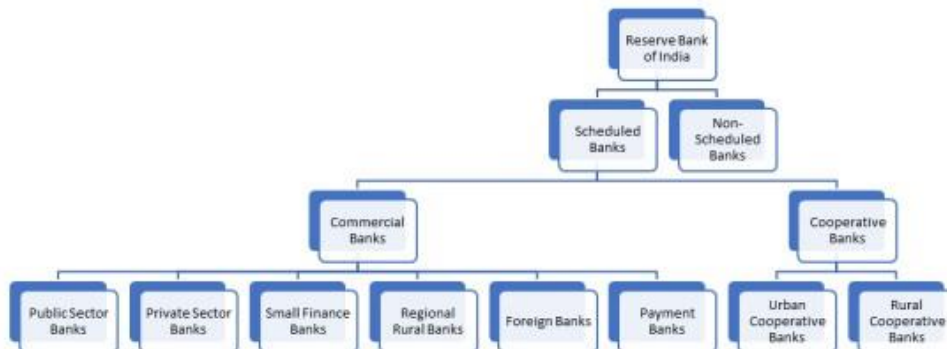 Reserve Bank
of India
Scheduled
Banks
Non-
Scheduled
Banks
Commercial
Banks
Cooperative
Banks
Public Sector
Banks
Private Sector
Banks
Small Finance
Banks
Regional
Rural Banks
Foreign Banks
Payment
Banks
Urban
Cooperative
Banks
Rural
Cooperative
Banks